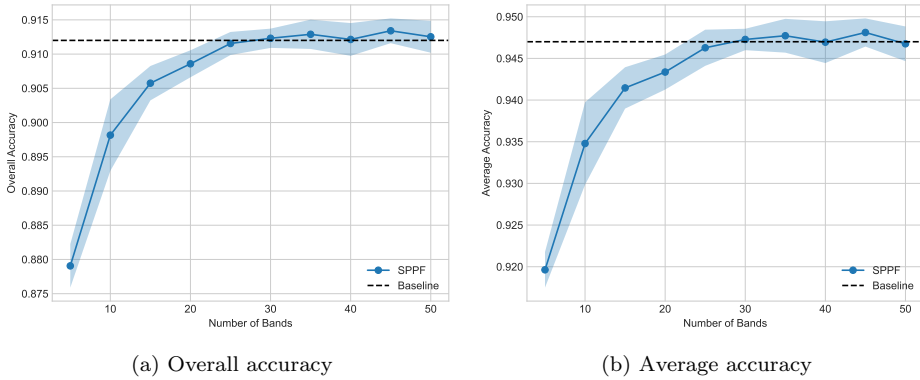 0.915
0.910
0.905
0.900
0.895
0.890
0.885
0.880
0.875
Overall Accuracy
10
20
30
40
50
Number of Bands
SPPF
Baseline
(a) Overall accuracy
0.950
0.945
0.940
0.935
0.930
0.925
0.920
Average Accuracy
10
20
30
40
50
Number of Bands
SPPF
Baseline
(b) Average accuracy